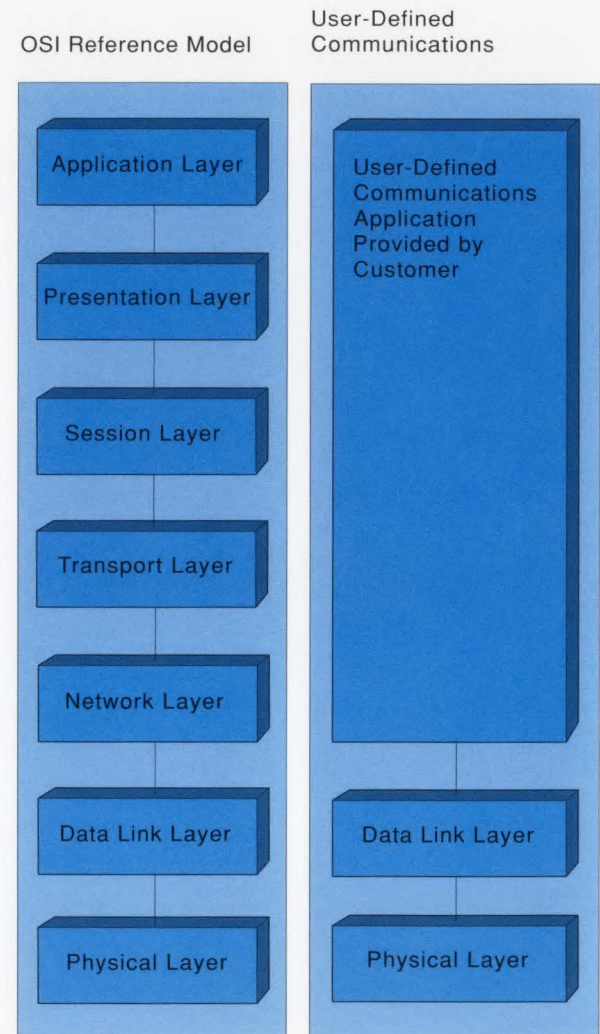 OSI Reference Model
Application Layer
Presentation Layer
Session Layer
Transport Layer
Network Layer
Data Link Layer
Physical Layer
User-Defined
Communications
User-Defined
Communications
Application
Provided by
Customer
Data Link Layer
Physical Layer